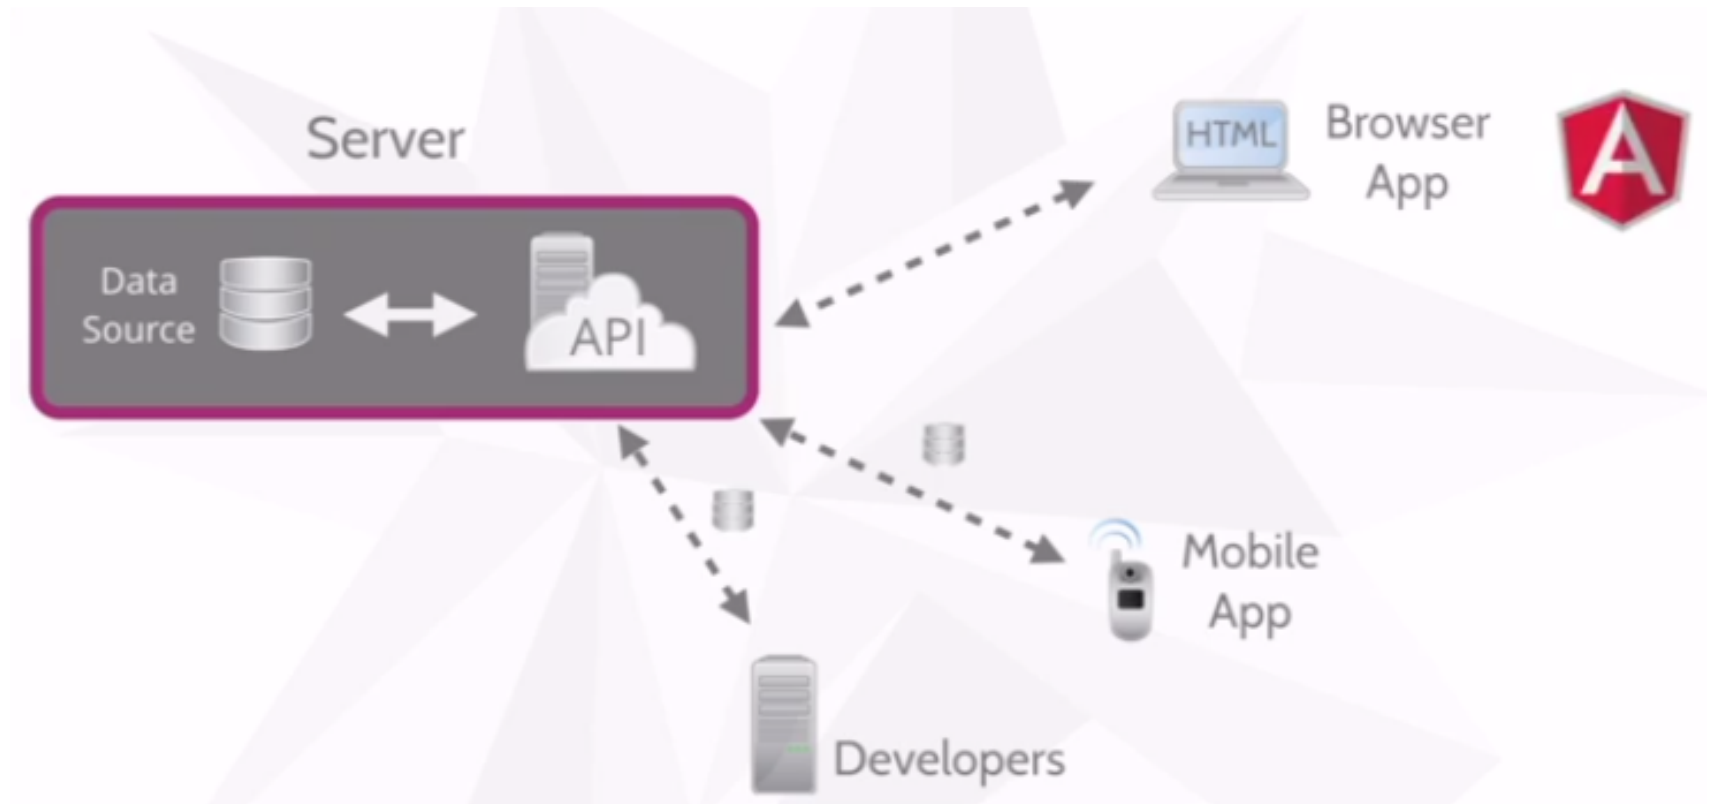 Server
Data
Source
API
HTML
Browser
App
A
Mobile
App
Developers